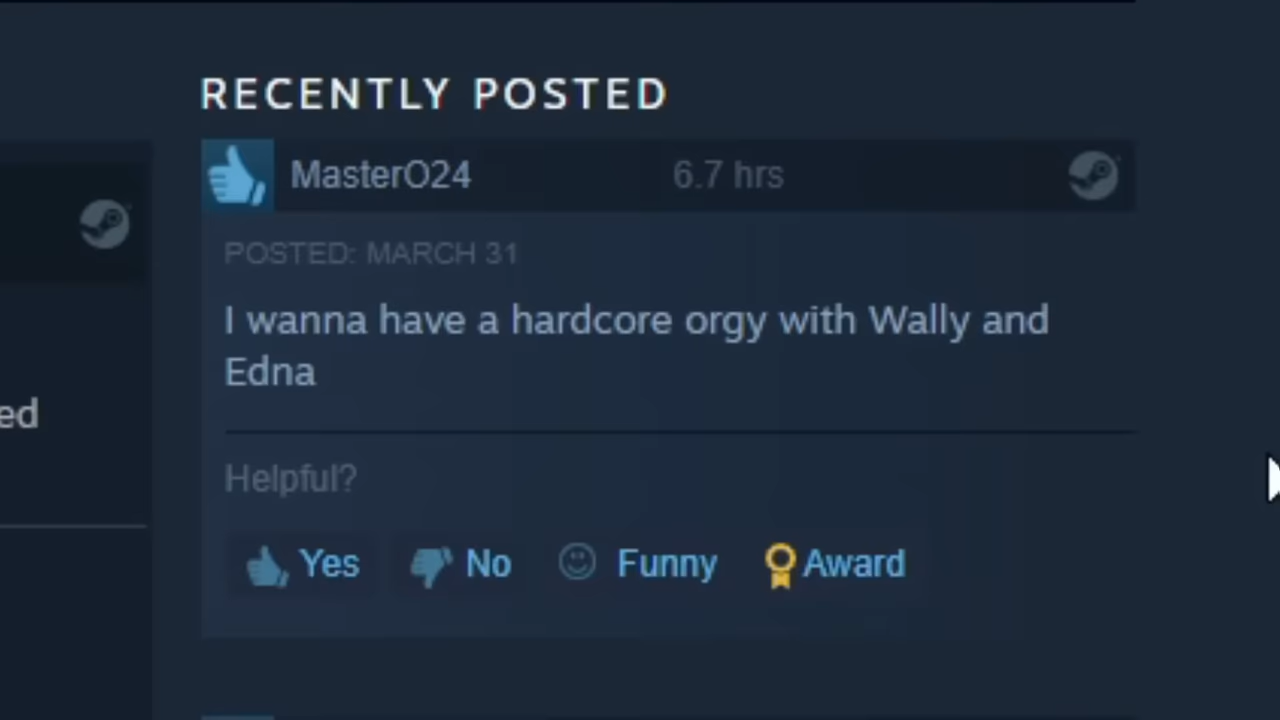 RECENTLY POSTED
MasterO24 6.7 hrs
POSTED: MARCH 31
I wanna have a hardcore orgy with Wally and
Edna
ed
Helpful?
Yes No Funny Award